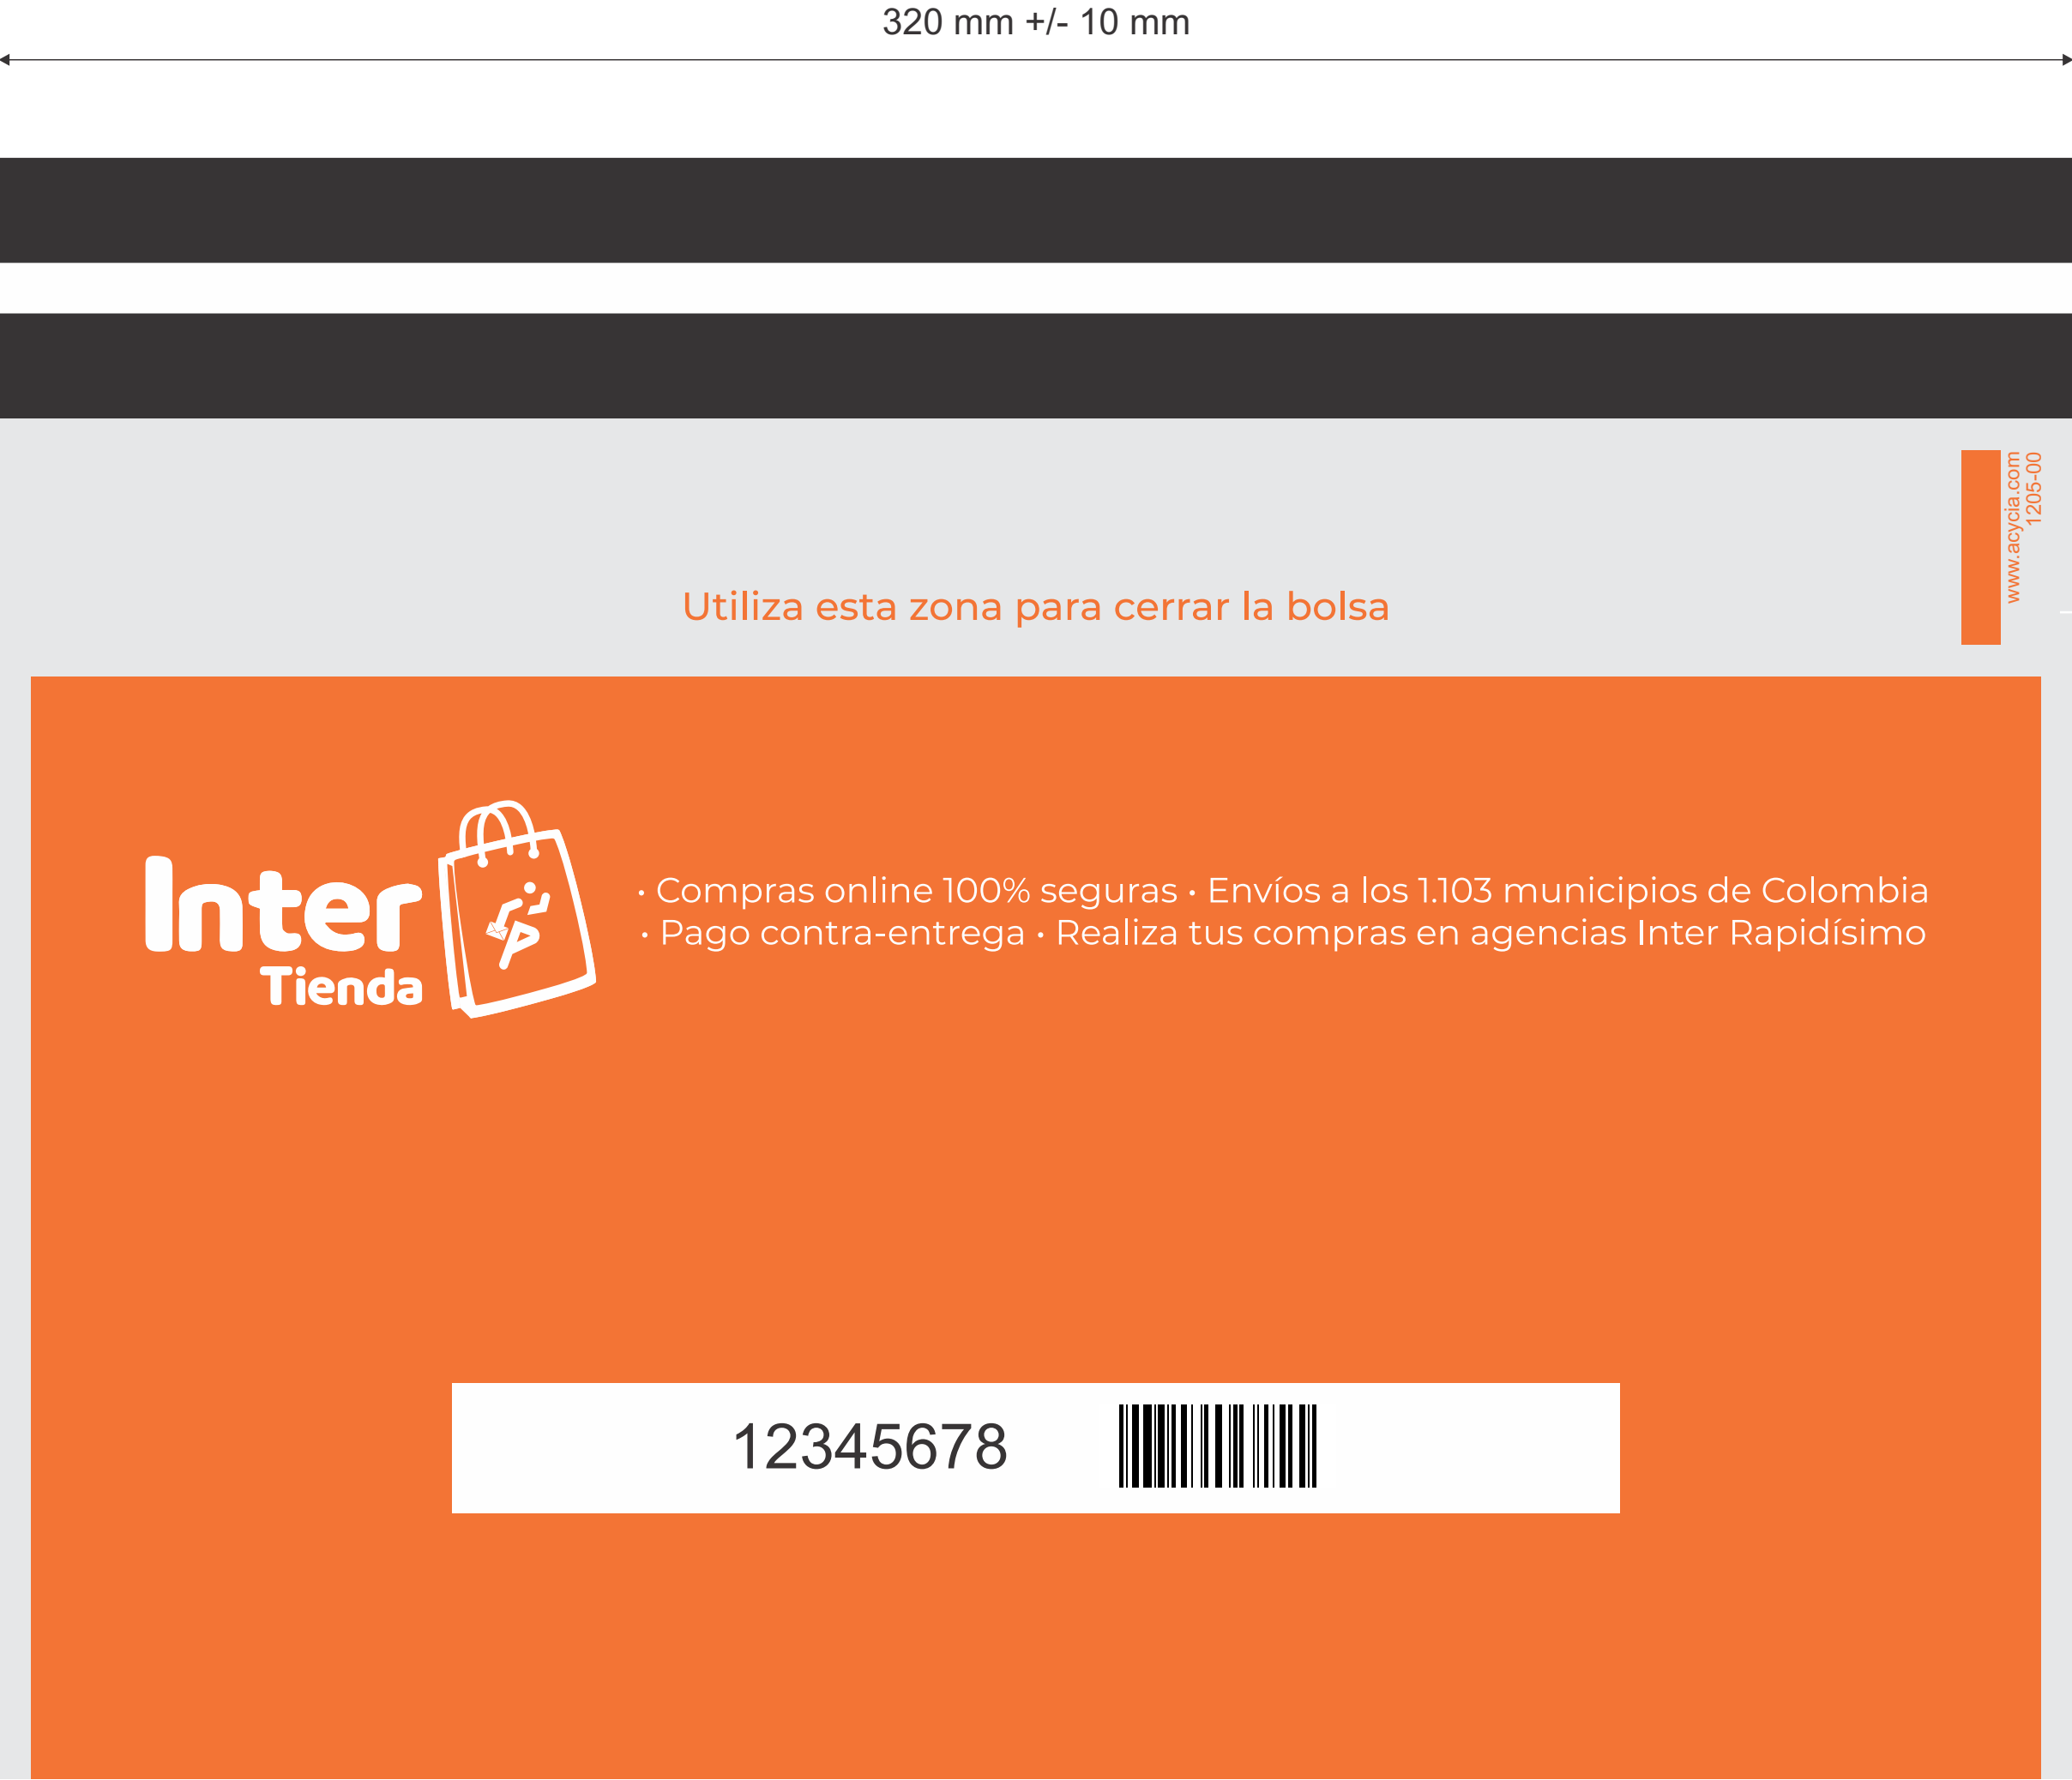 320 mm +/- 10 mm
www.acycia.com
1205-00
Utiliza esta zona para cerrar la bolsa
Inter
Tienda
• Compras online 100% seguras • Envíos a los 1.103 municipios de Colombia
• Pago contra-entrega • Realiza tus compras en agencias Inter Rapidísimo
12345678